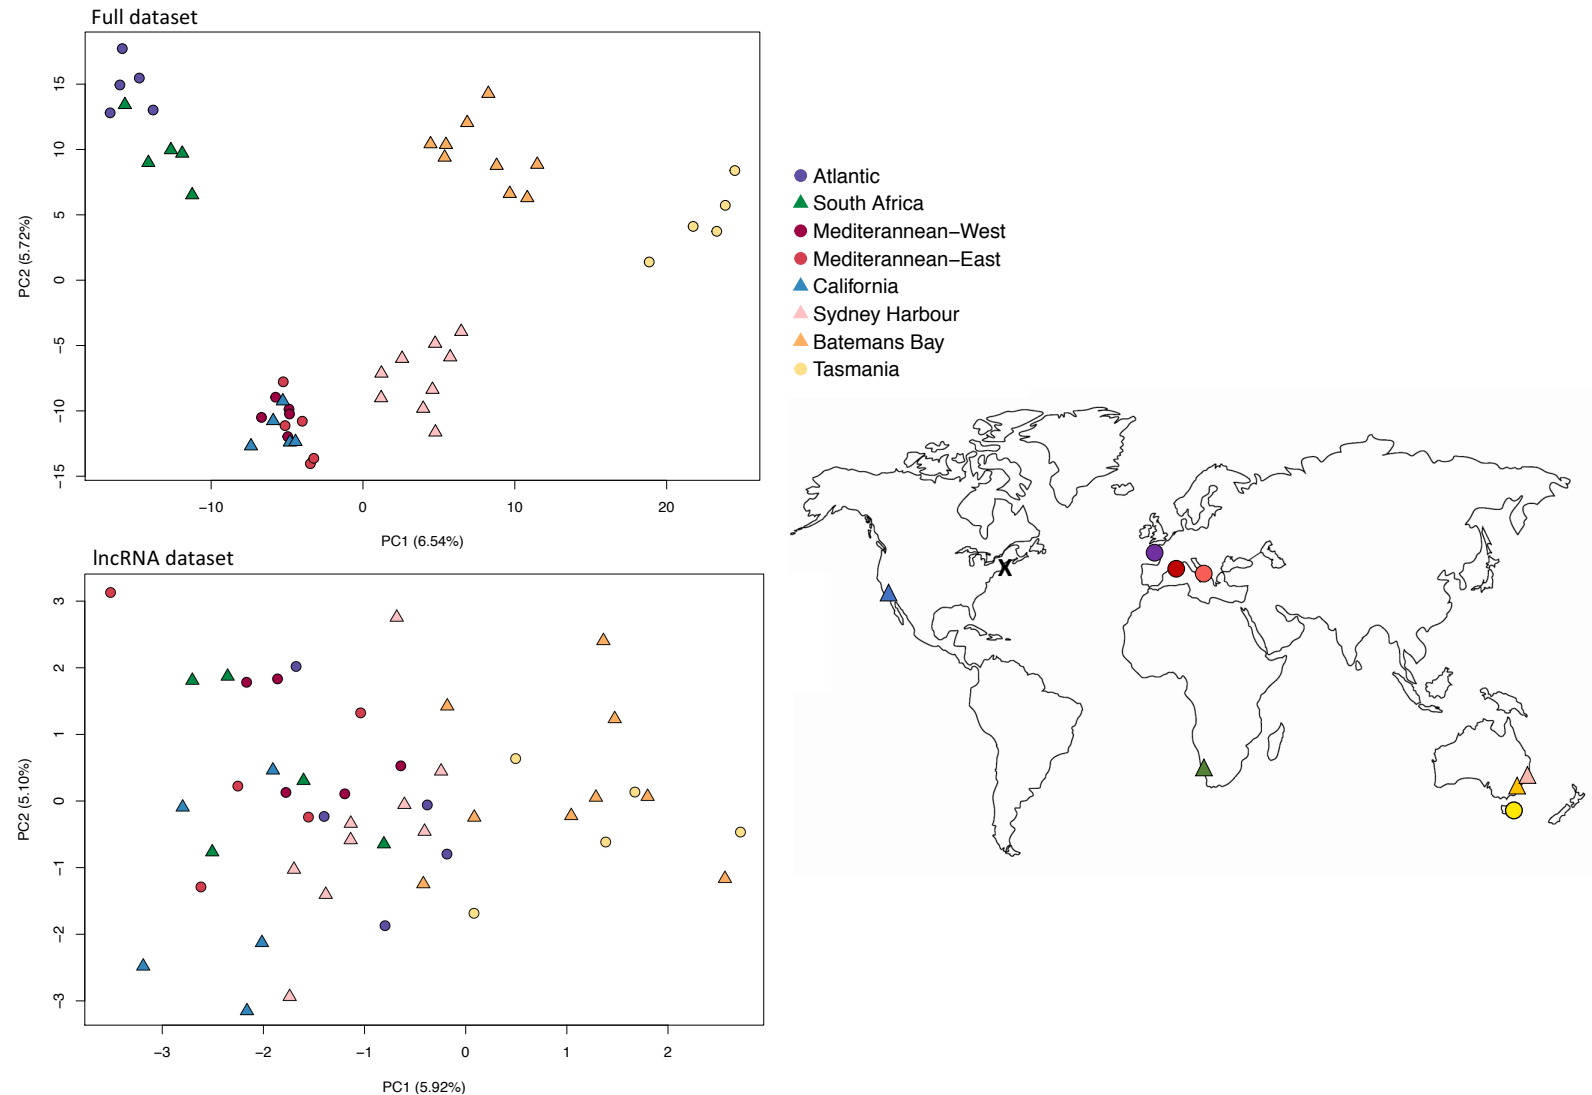 Full dataset
15
10
5
0
−5
−10
−15
PC2 (5.72%)
−10
0
10
20
PC1 (6.54%)
lncRNA dataset
3
2
1
0
−1
−2
−3
PC2 (5.10%)
−3
−2
−1
0
1
2
PC1 (5.92%)
Atlantic
South Africa
Mediterannean−West
Mediterannean−East
California
Sydney Harbour
Batemans Bay
Tasmania
X